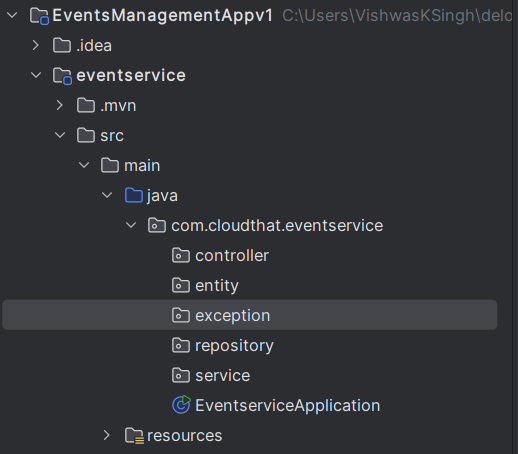 EventsManagementAppv1 C:\Users\VishwasKSingh\delo
.idea
eventservice
.mvn
src
main
java
com.cloudthat.eventservice
controller
entity
exception
repository
service
EventserviceApplication
resources